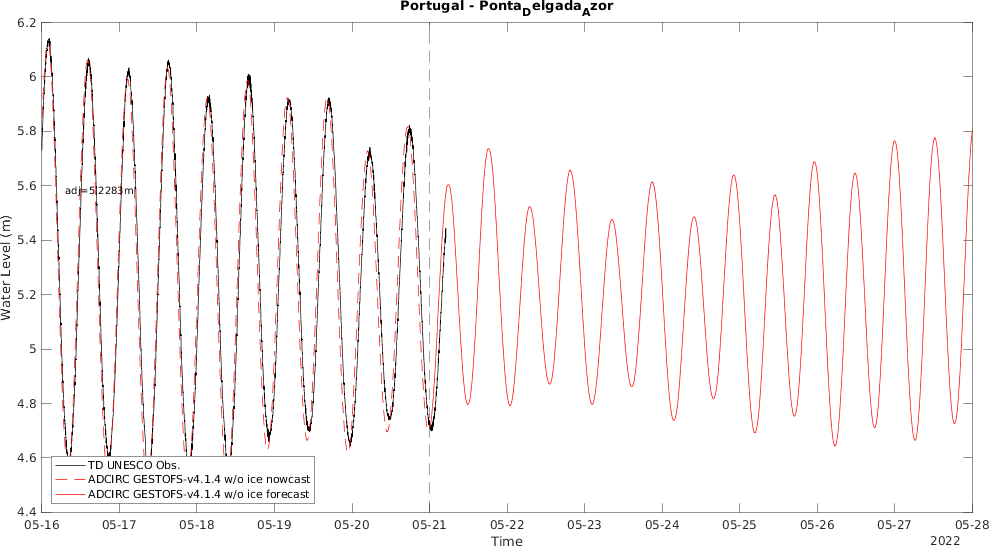 Portugal - PontaDelgadaAzor
6.2
6
5.8
5.6
5.4
5.2
5
4.8
4.6
4.4
Water Level (m)
adj=5.2283m
TD UNESCO Obs.
ADCIRC GESTOFS-v4.1.4 w/o ice nowcast
ADCIRC GESTOFS-v4.1.4 w/o ice forecast
05-16 05-17 05-18 05-19 05-20 05-21 05-22 05-23 05-24 05-25 05-26 05-27 05-28
Time
2022